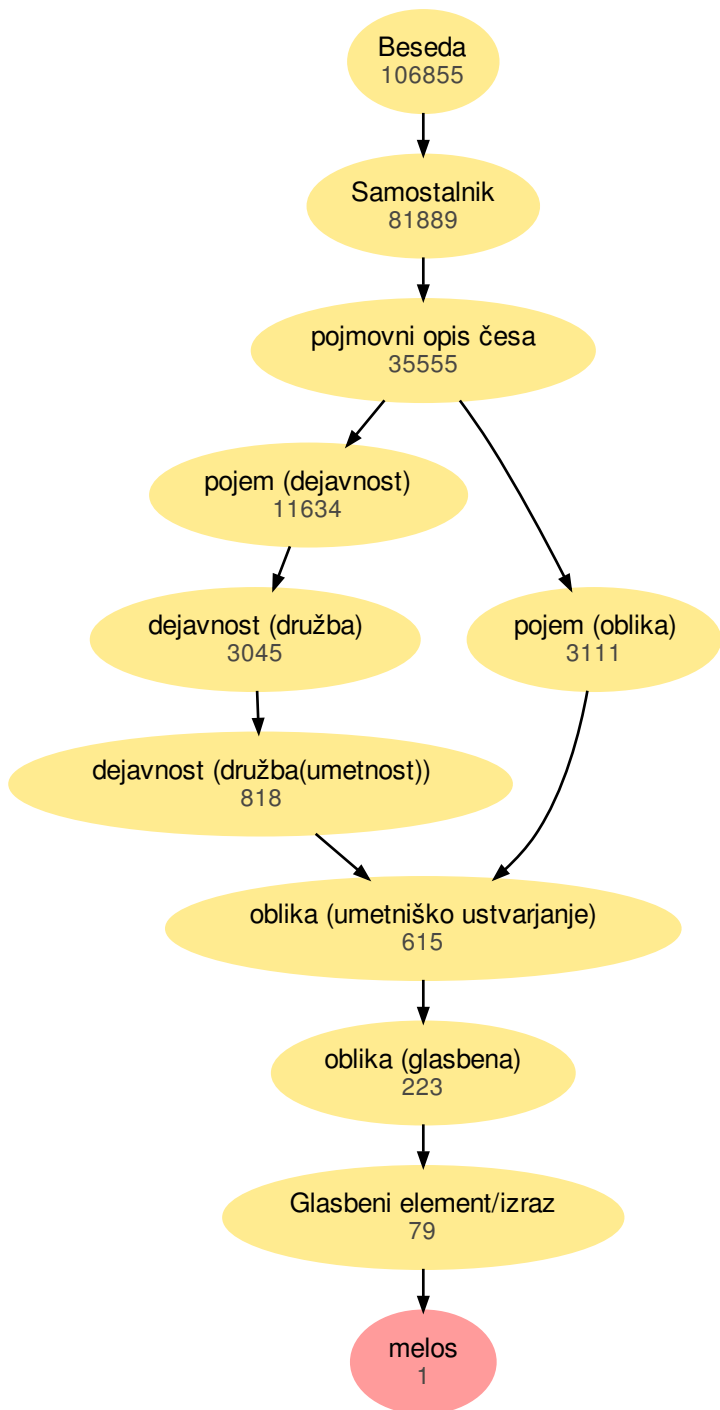 Beseda
106855
Samostalnik
81889
pojmovni opis česa
35555
pojem (dejavnost)
11634
dejavnost (družba)
3045
pojem (oblika)
3111
dejavnost (družba(umetnost))
818
oblika (umetniško ustvarjanje)
615
oblika (glasbena)
223
Glasbeni element/izraz
79
melos
1